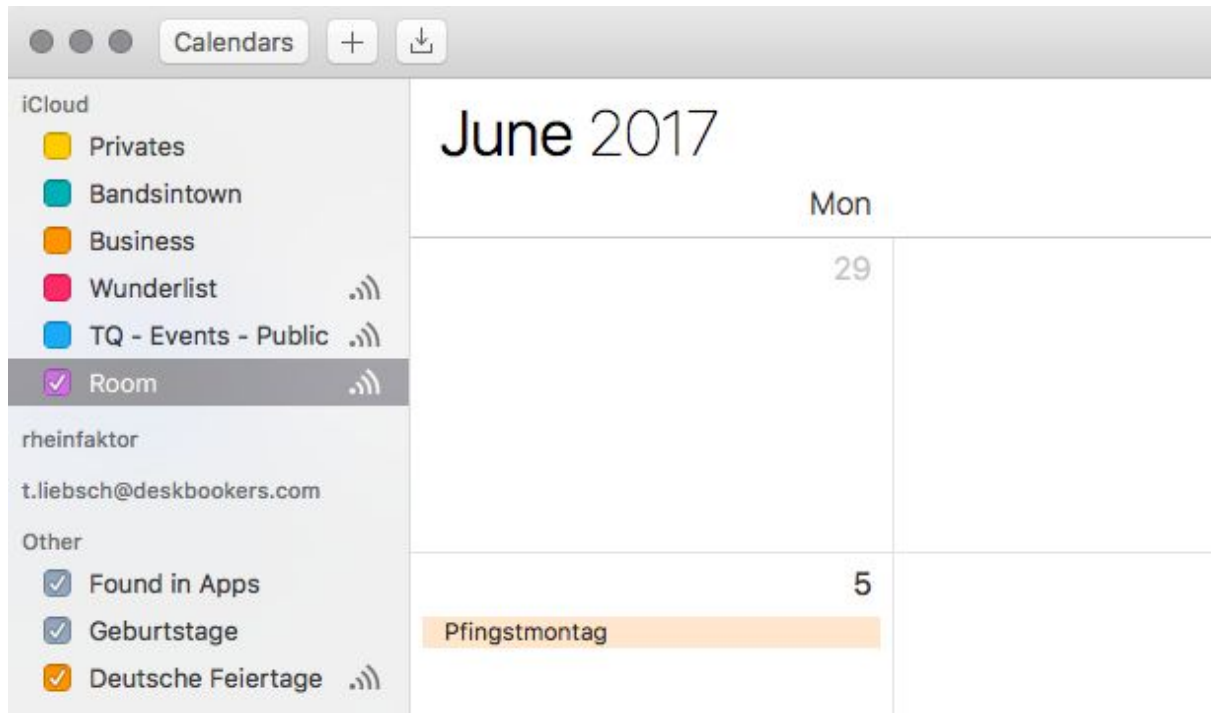 Calendars
iCloud
Privates
Bandsintown
Business
Wunderlist
TQ - Events - Public
Room
rheinfaktor
t.liebsch@deskbookers.com
Other
Found in Apps
Geburtstage
Deutsche Feiertage
June 2017
Mon
29
5
Pfingstmontag